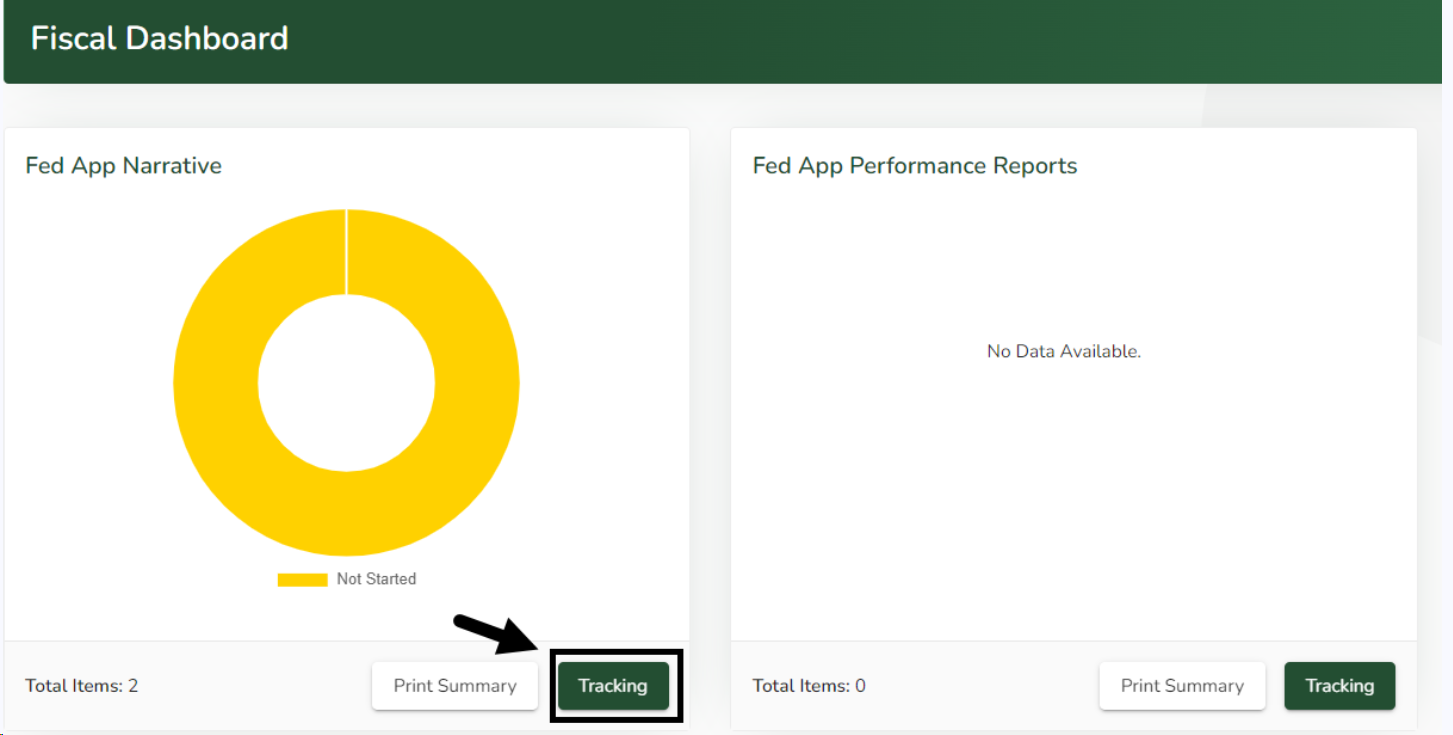 Fiscal Dashboard
Fed App Narrative
Not Started
Total Items: 2
Print Summary
Tracking
Fed App Performance Reports
No Data Available.
Total Items: 0
Print Summary
Tracking